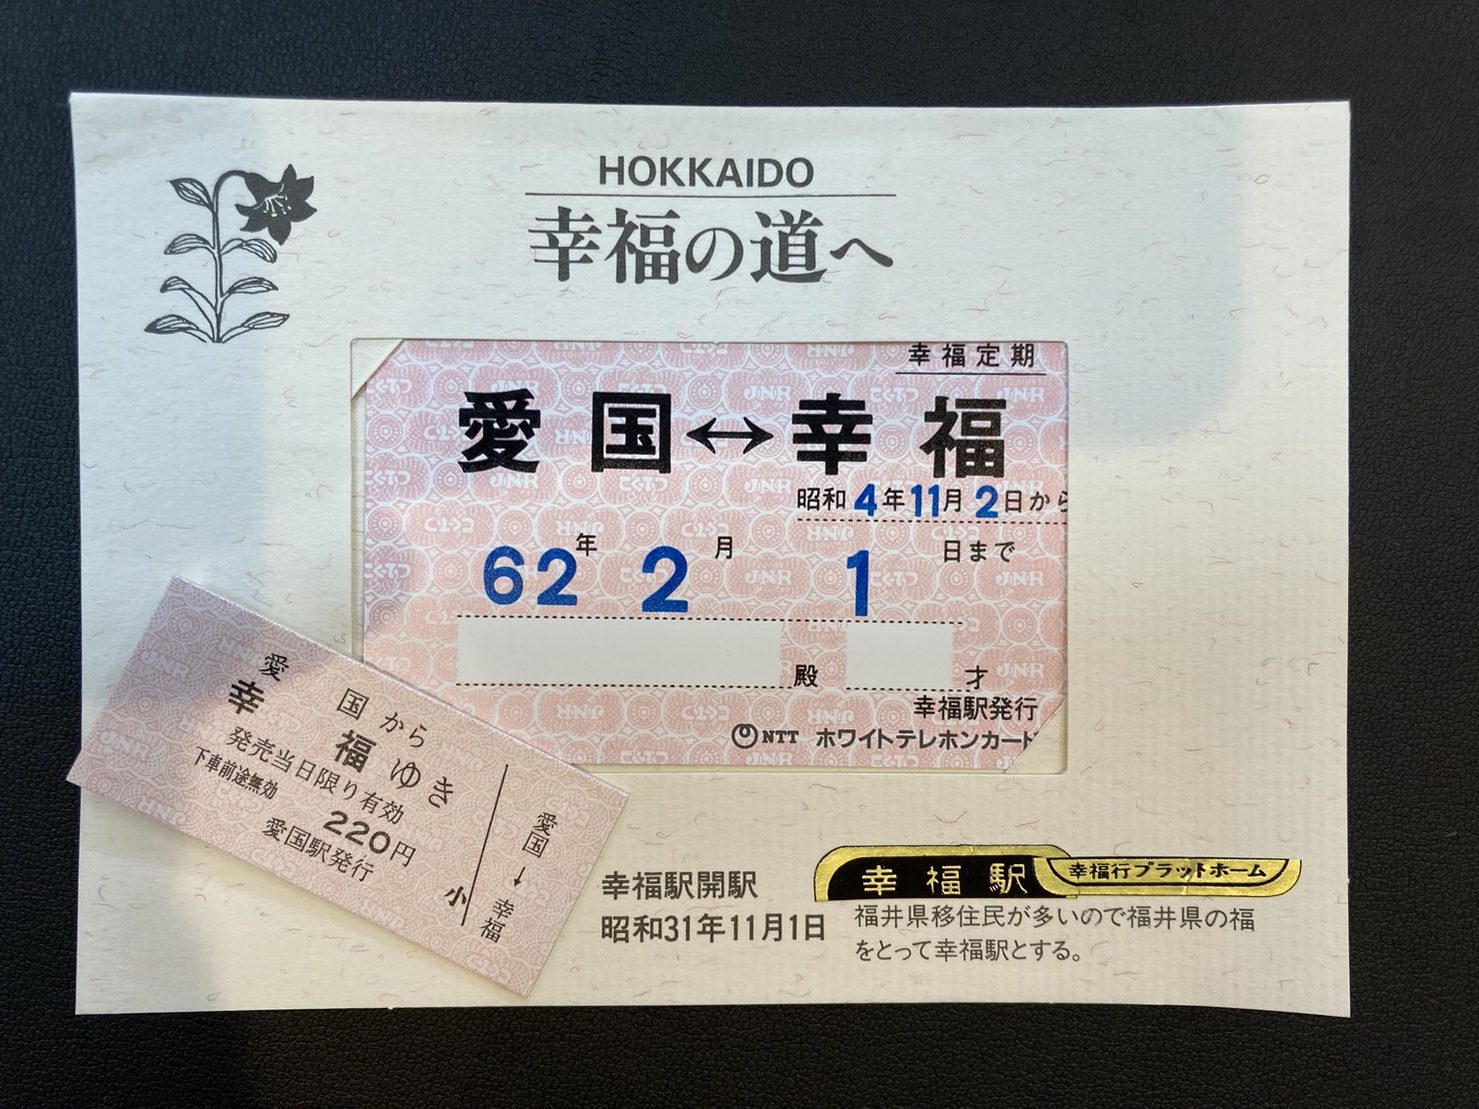 HOKKAIDO
幸福の道へ
幸福定期
愛国↔幸福
昭和4年11月2日から
62年2月1日まで
殿 才
幸福駅発行
NTT ホワイトテレホンカード
愛国から
幸福ゆき
発売当日限り有効
下車前途無効
220円
愛国駅発行
小
愛国→幸福
幸福駅開駅
昭和31年11月1日
幸福駅 幸福行プラットホーム
福井県移住民が多いので福井県の福
をとって幸福駅とする。